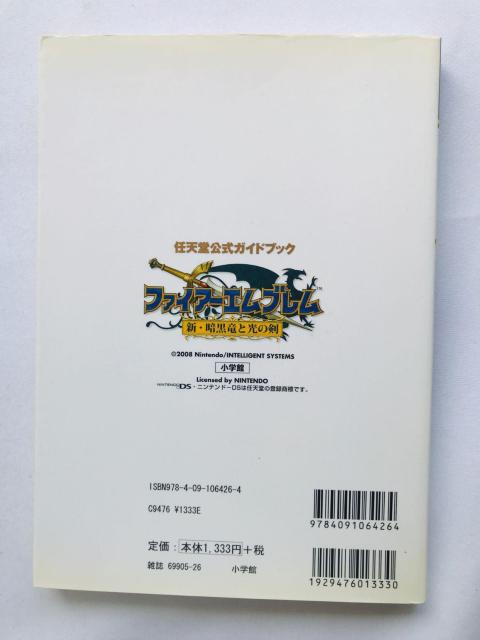 任天堂公式ガイドブック
ファイアーエムブレム™
新・暗黒竜と光の剣
©2008 Nintendo/INTELLIGENT SYSTEMS
小学館
Licensed by NINTENDO
NINTENDO DS・ニンテンドーDSは任天堂の登録商標です。
ISBN978-4-09-106426-4
C9476 ¥1333E
9784091064264
定価：本体1,333円＋税
雑誌 69905-26 小学館
1929476013330